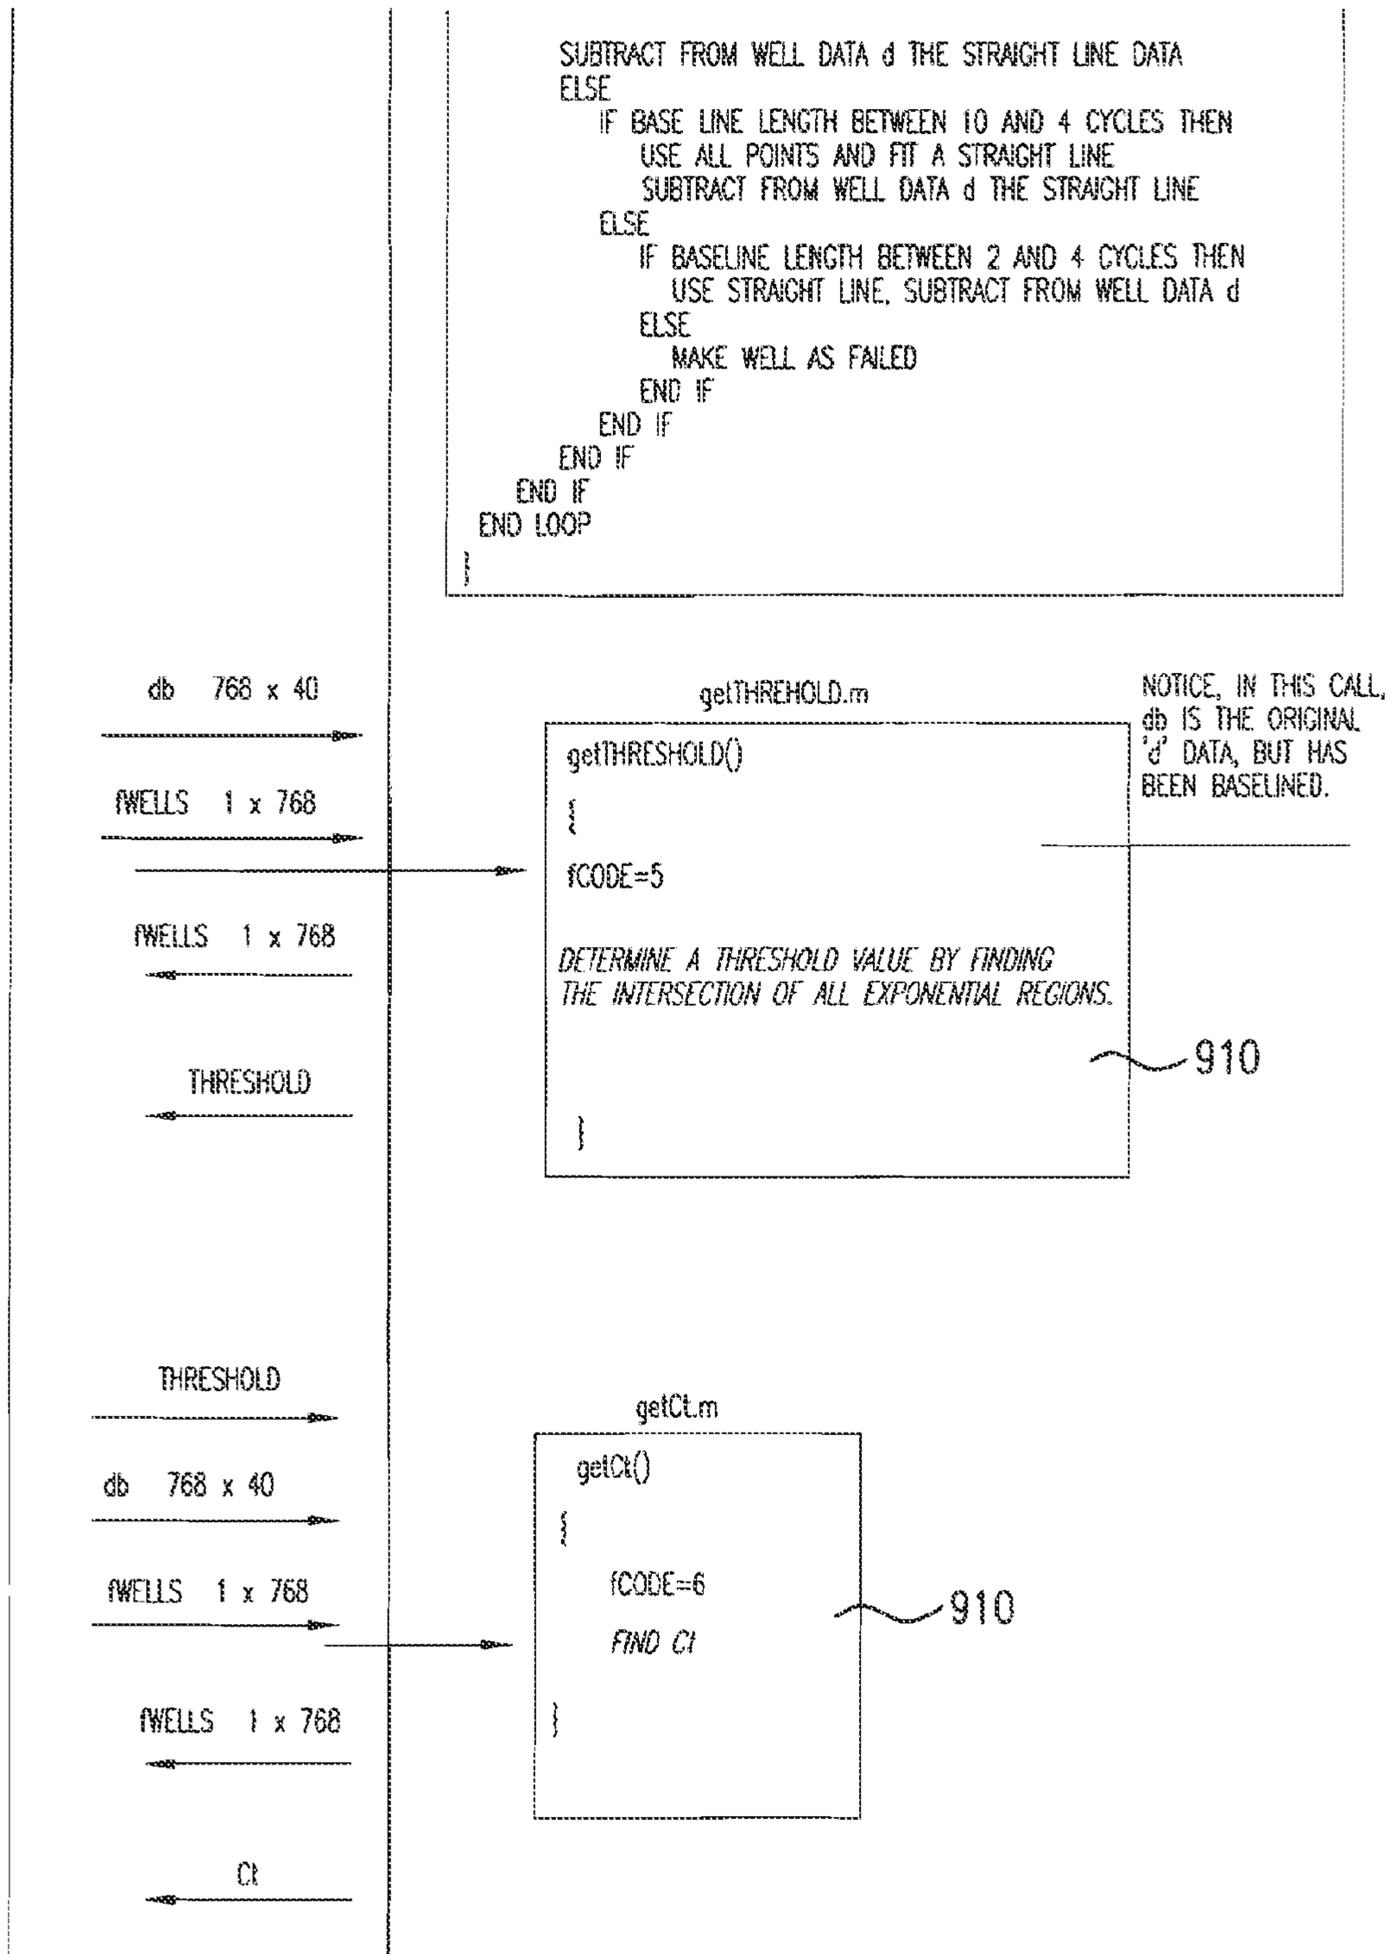 SUBTRACT FROM WELL DATA d THE STRAIGHT LINE DATA
ELSE
IF BASE LINE LENGTH BETWEEN 10 AND 4 CYCLES THEN
USE ALL POINTS AND FIT A STRAIGHT LINE
SUBTRACT FROM WELL DATA d THE STRAIGHT LINE
ELSE
IF BASELINE LENGTH BETWEEN 2 AND 4 CYCLES THEN
USE STRAIGHT LINE, SUBTRACT FROM WELL DATA d
ELSE
MAKE WELL AS FAILED
END IF
END IF
END IF
END IF
END LOOP
}
db 768 x 40
fWELLS 1 x 768
fWELLS 1 x 768
THRESHOLD
getTHREHOLD.m
getTHRESHOLD()
{
fCODE=5
DETERMINE A THRESHOLD VALUE BY FINDING
THE INTERSECTION OF ALL EXPONENTIAL REGIONS.
}
910
NOTICE, IN THIS CALL,
db IS THE ORIGINAL
'd' DATA, BUT HAS
BEEN BASELINED.
THRESHOLD
db 768 x 40
fWELLS 1 x 768
fWELLS 1 x 768
Ct
getCt.m
getCt()
{
fCODE=6
FIND Ct
}
910